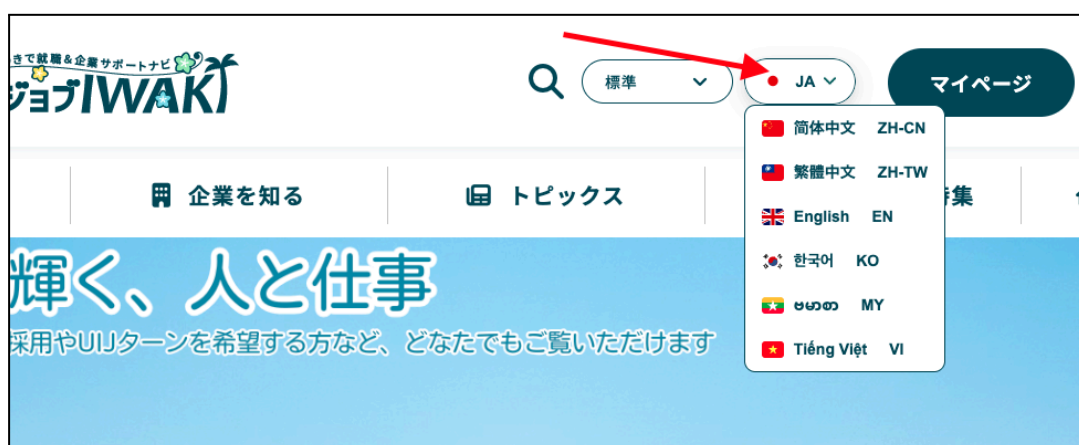 きで就職&企業サポートナビ
ジョブIWAKI
標準
JA
マイページ
简体中文 ZH-CN
繁體中文 ZH-TW
English EN
한국어 KO
ဗမာစာ MY
Tiếng Việt VI
企業を知る
トピックス
集
輝く、人と仕事
採用やUIJターンを希望する方など、どなたでもご覧いただけます